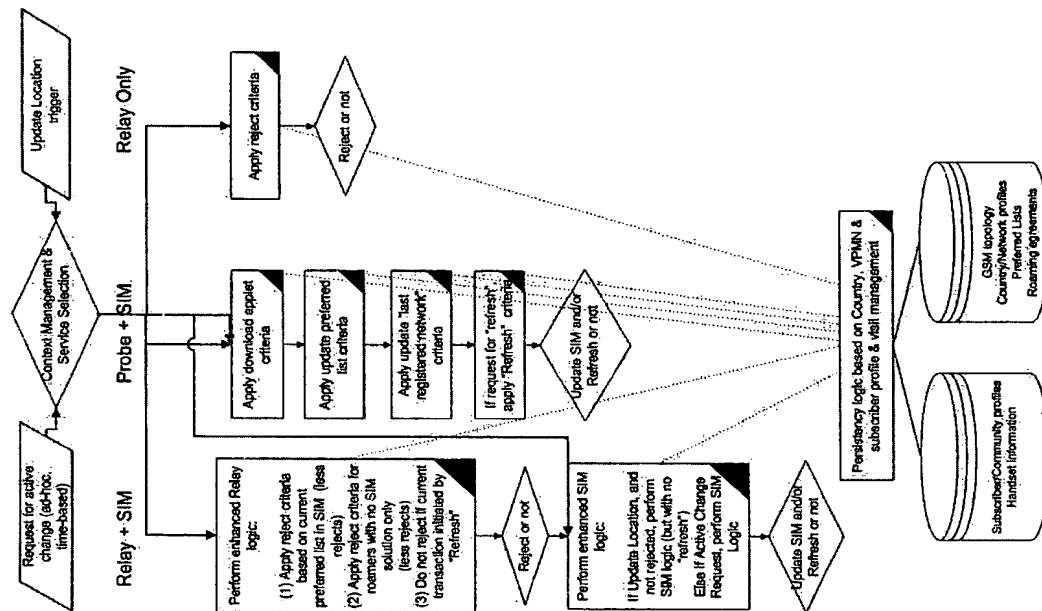 Request for active
change (ad-hoc,
time-based)
Update Location
trigger
Context Management &
Service Selection
Relay + SIM
Probe + SIM
Relay Only
Perform enhanced Relay
logic:
(1) Apply reject criteria
based on current
preferred list in SIM (less
rejects)
(2) Apply reject criteria for
roamers with no SIM
solution only
(less rejects)
(3) Do not reject if current
transaction initiated by
"Refresh"
Reject or not
Perform enhanced SIM
logic:
If Update Location, and
not rejected, perform
SIM logic (but with no
"refresh")
Else If Active Change
Request, perform SIM
Logic
Update SIM and/or
Refresh or not
Apply download applet
criteria
Apply update preferred
list criteria
Apply update "last
registered network"
criteria
If request for "refresh"
apply "Refresh" criteria
Update SIM and/or
Refresh or not
Apply reject criteria
Reject or not
Persistency logic based on Country, VPMN &
subscriber profile & visit management
Subscriber/Community profiles
Handset information
GSM topology
Country/Network profiles
Preferred Lists
Roaming agreements